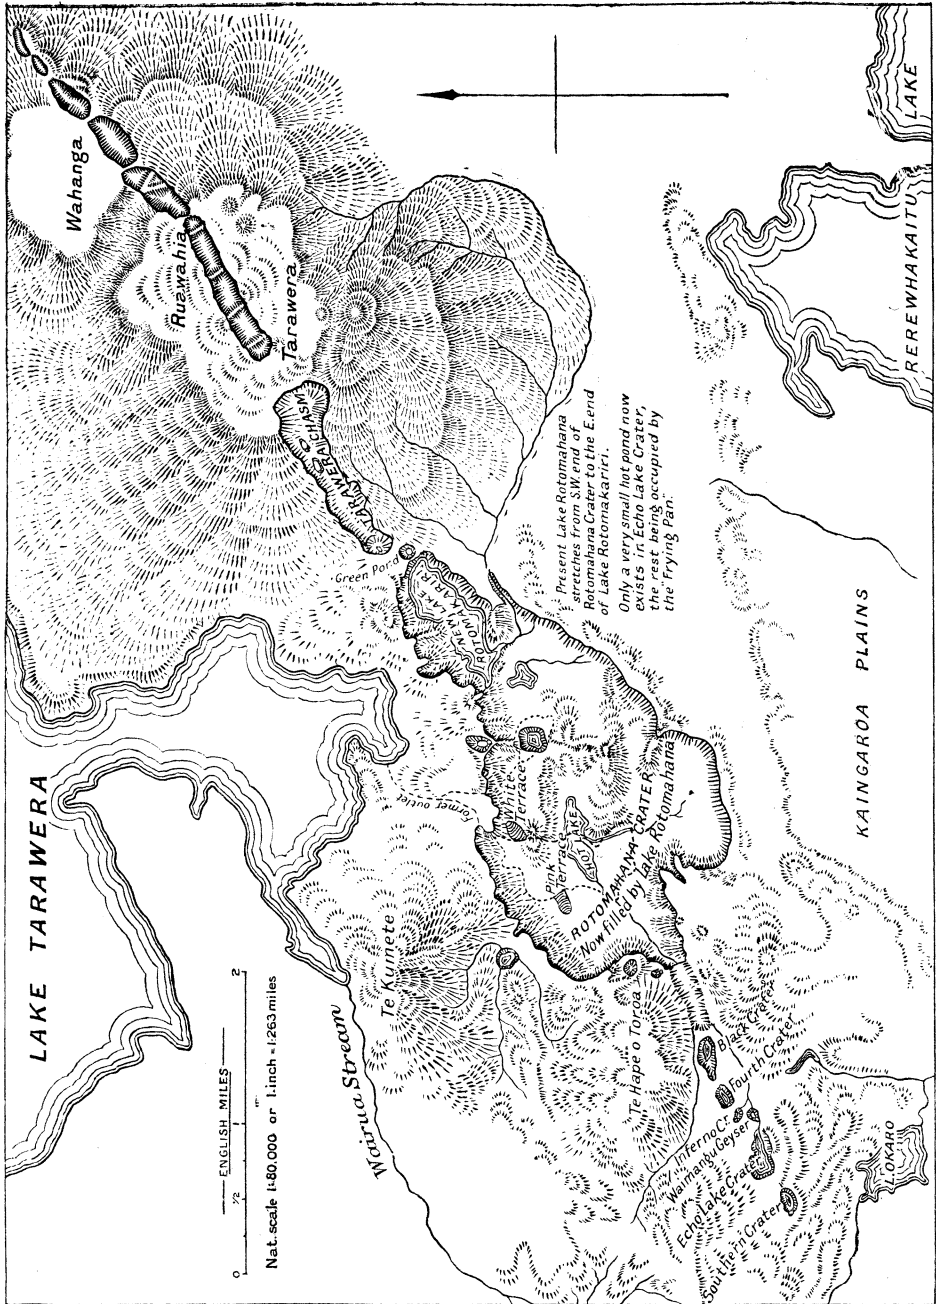 LAKE TARAWERA
Wahanga
Ruawahia
Tarawera
TARAWERA CHASM
Green Pond
NEW LAKE
ROTOMAKARIRI
LAKE
REREWHAKAITU
Present Lake Rotomahana
stretches from S.W. end of
Rotomahana Crater to the E.end
of Lake Rotomakariri.
Only a very small hot pond now
exists in Echo Lake Crater,
the rest being occupied by
the "Frying Pan."
KAINGAROA PLAINS
Former outlet
White
Terrace
Pink
Terrace
HOT LAKE
ROTOMAHANA CRATER
(Now filled by Lake Rotomahana)
Te Kumete
Wairua Stream
Te Hape o Toroa
Black Crater
Fourth Crater
Inferno Cr.
Waimangu Geyser
Echo Lake Crater
Southern Crater
L. OKARO
ENGLISH MILES
0 ½ 1 2
Nat. scale 1:80,000 or 1.inch = 1.263 miles